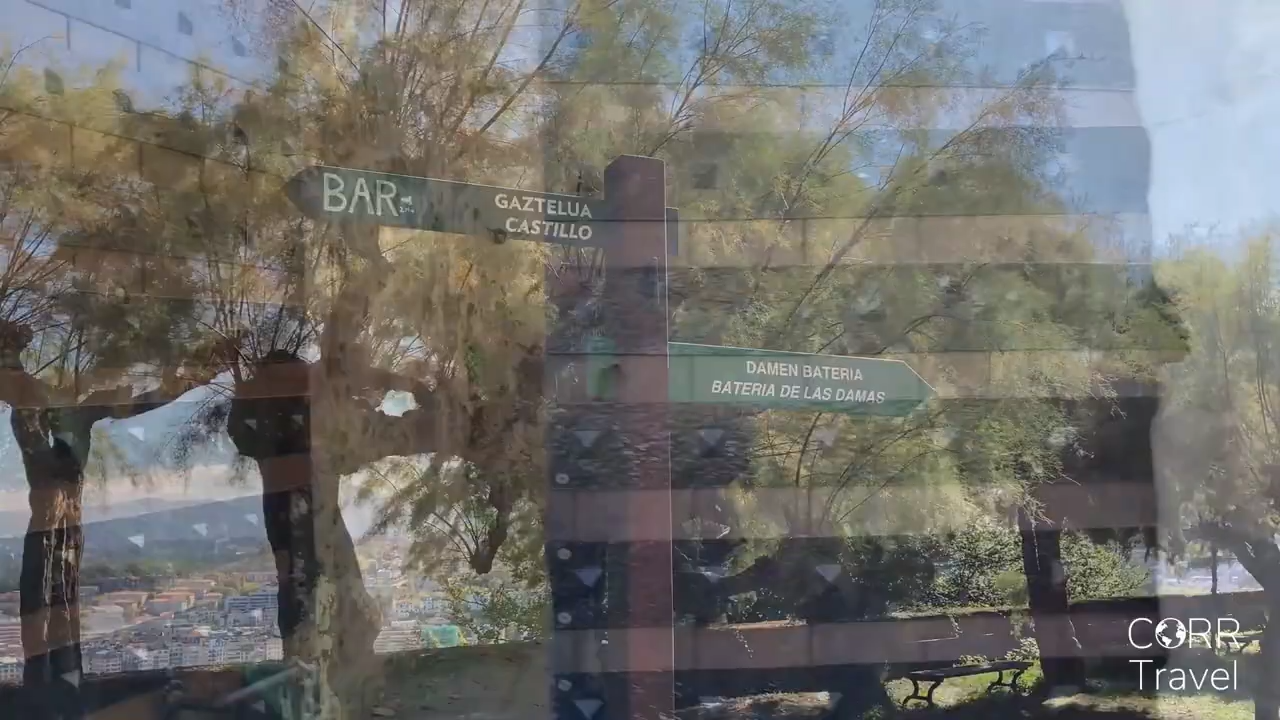 BAR
GAZTELUA
CASTILLO
DAMEN BATERIA
BATERIA DE LAS DAMAS
CORR
Travel